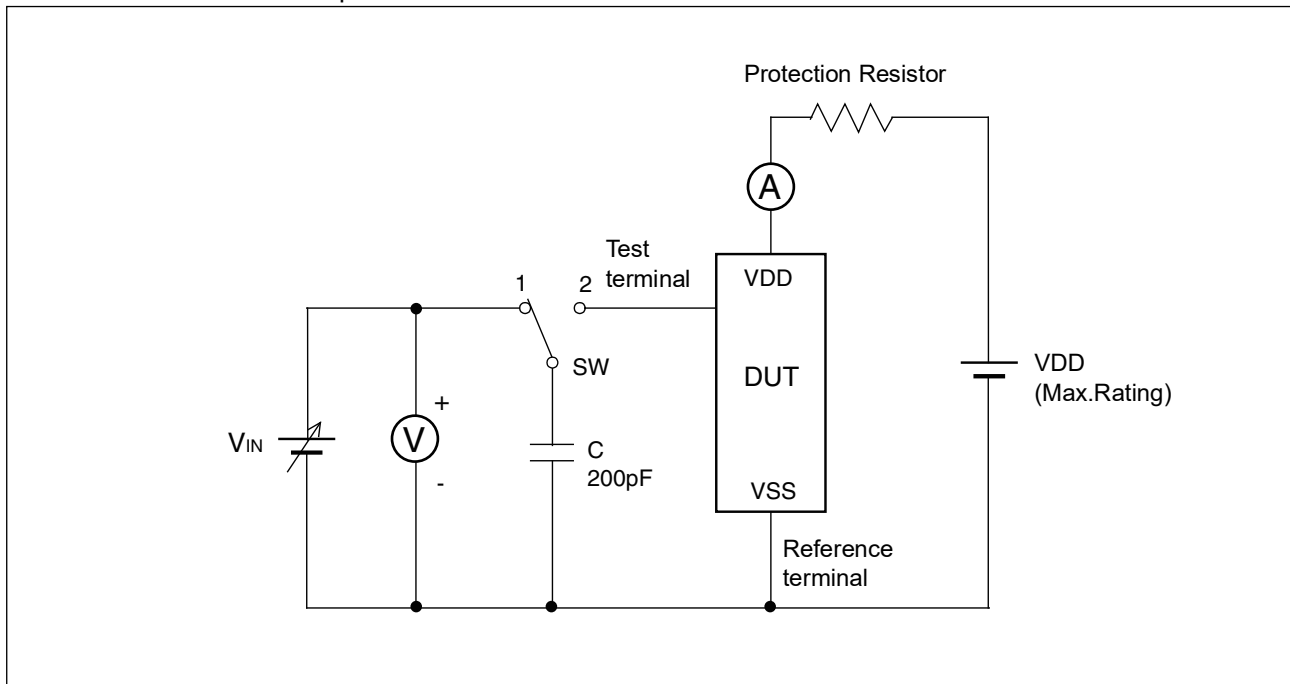 Protection Resistor
A
Test
terminal
1
2
VDD
SW
DUT
VDD
(Max.Rating)
VIN
+
V
-
C
200pF
VSS
Reference
terminal